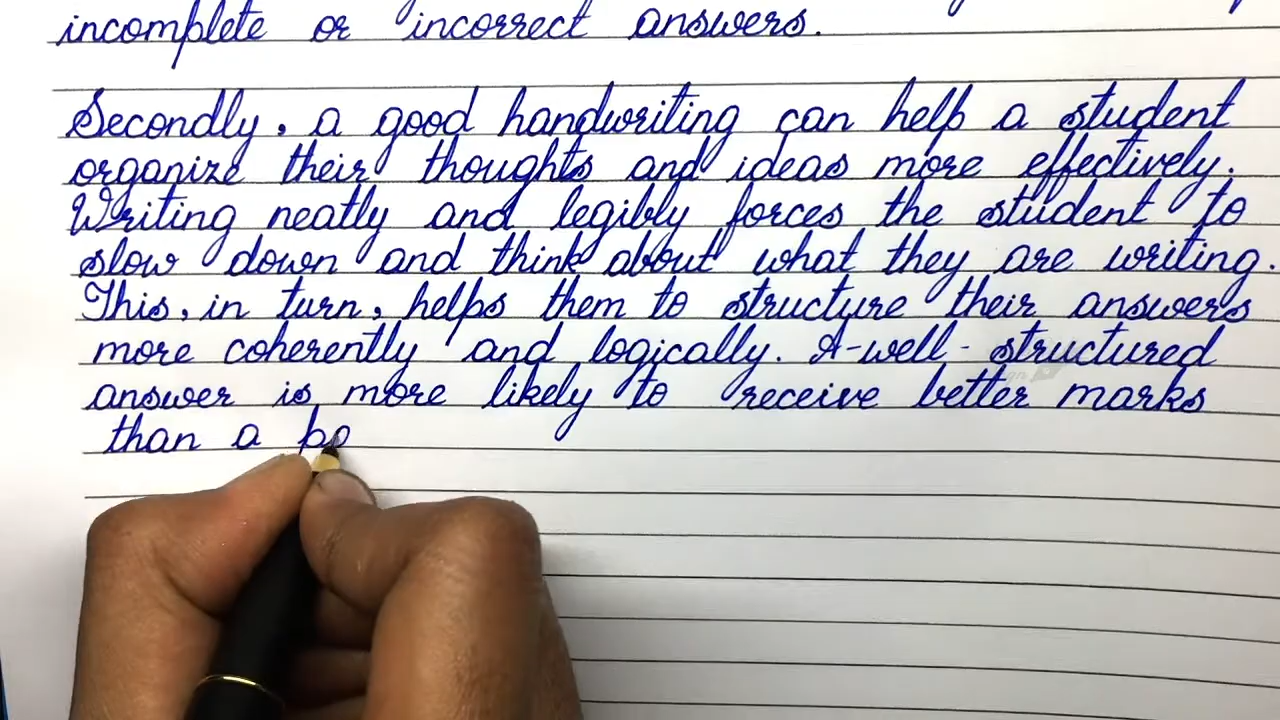 incomplete or incorrect answers.
Secondly, a good handwriting can help a student
organize their thoughts and ideas more effectively.
Writing neatly and legibly forces the student to
slow down and think about what they are writing.
This, in turn, helps them to structure their answers
more coherently and logically. A-well-structured
answer is more likely to receive better marks
than a po